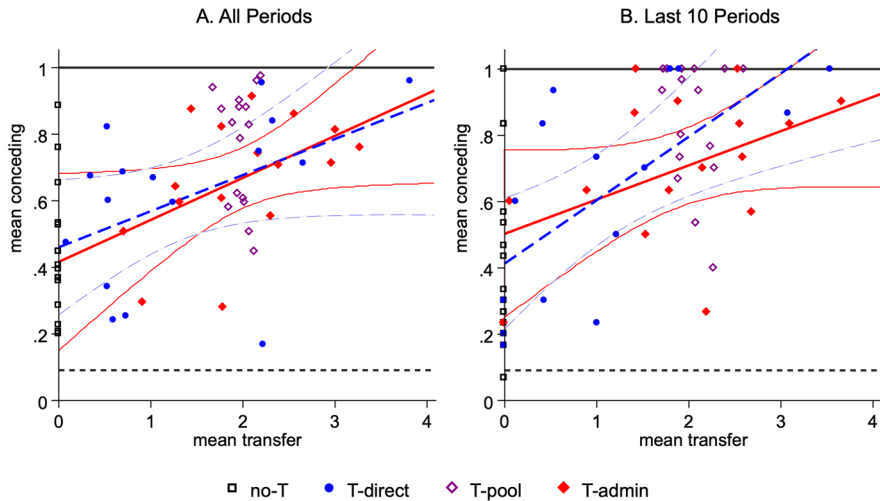 A. All Periods
B. Last 10 Periods
mean conceding
1
.8
.6
.4
.2
0
0 1 2 3 4
mean transfer
mean conceding
1
.8
.6
.4
.2
0
0 1 2 3 4
mean transfer
no-T T-direct T-pool T-admin